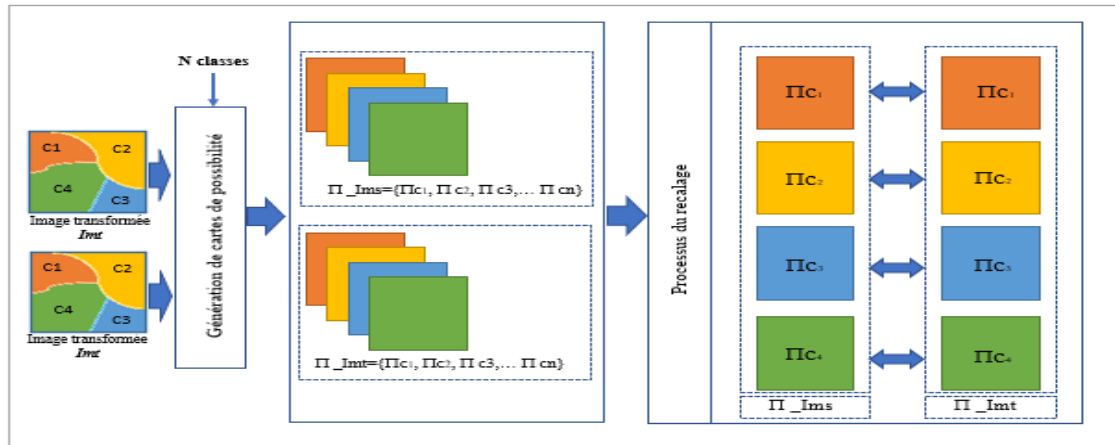 N classes
C1
C2
C4
C3
Image transformée
Imt
C1
C2
C4
C3
Image transformée
Imt
Génération de cartes de possibilité
Π _Ims={Πc₁, Π c2, Π c3,... Π cn}
Π _Imt={Πc₁, Πc₂, Π c3,... Π cn}
Processus du recalage
Πc₁
Πc₁
Πc₂
Πc₂
Πc₃
Πc₃
Πc₄
Πc₄
Π _Ims
Π _Imt